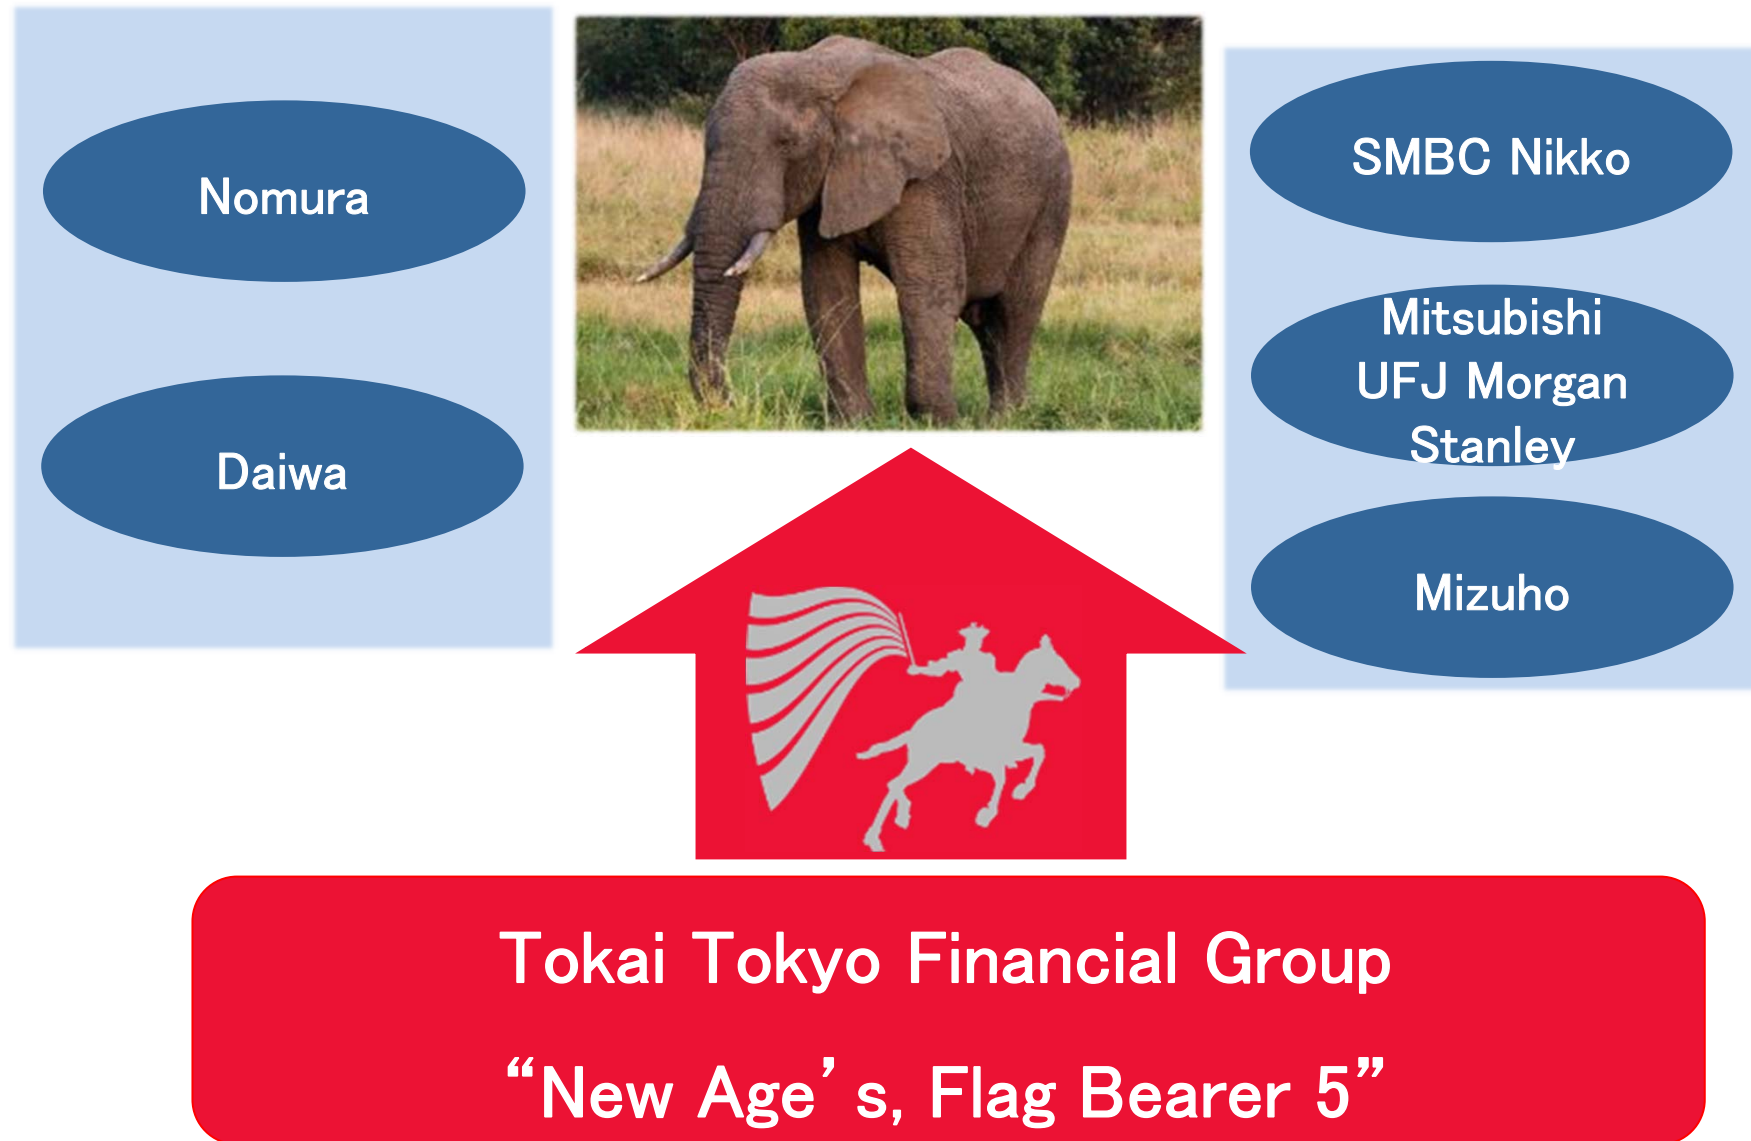 Nomura
Daiwa
SMBC Nikko
Mitsubishi
UFJ Morgan
Stanley
Mizuho
Tokai Tokyo Financial Group
“New Age’s, Flag Bearer 5”